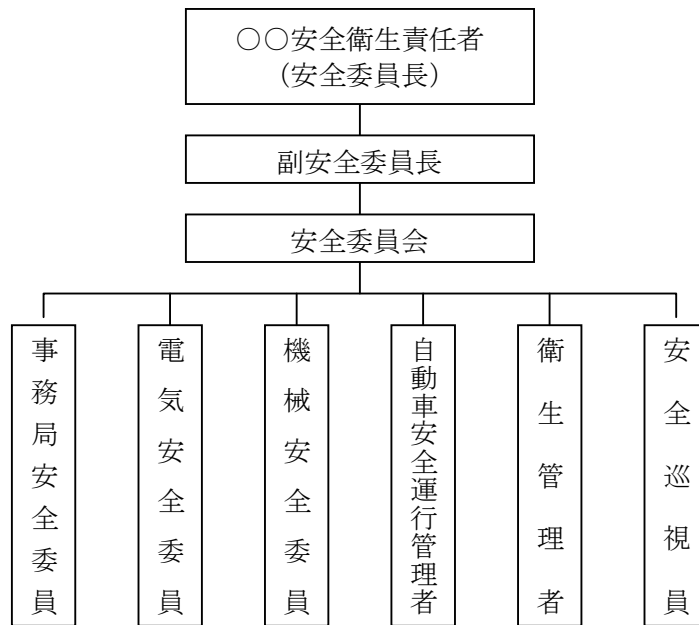 ○○安全衛生責任者
(安全委員長)
副安全委員長
安全委員会
事務局安全委員
電気安全委員
機械安全委員
自動車安全運行管理者
衛生管理者
安全巡視員